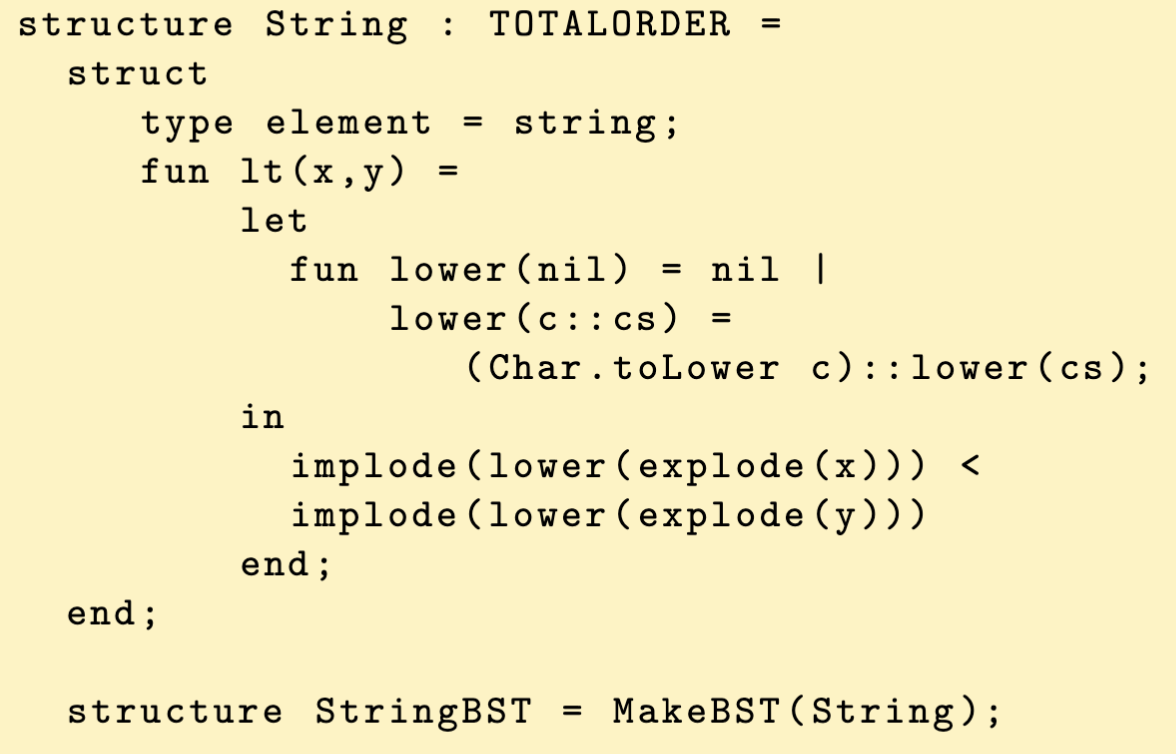 structure String : TOTALORDER =
struct
type element = string;
fun lt(x,y) =
let
fun lower(nil) = nil |
lower(c::cs) =
(Char.toLower c)::lower(cs);
in
implode(lower(explode(x))) <
implode(lower(explode(y)))
end;
end;
structure StringBST = MakeBST(String);